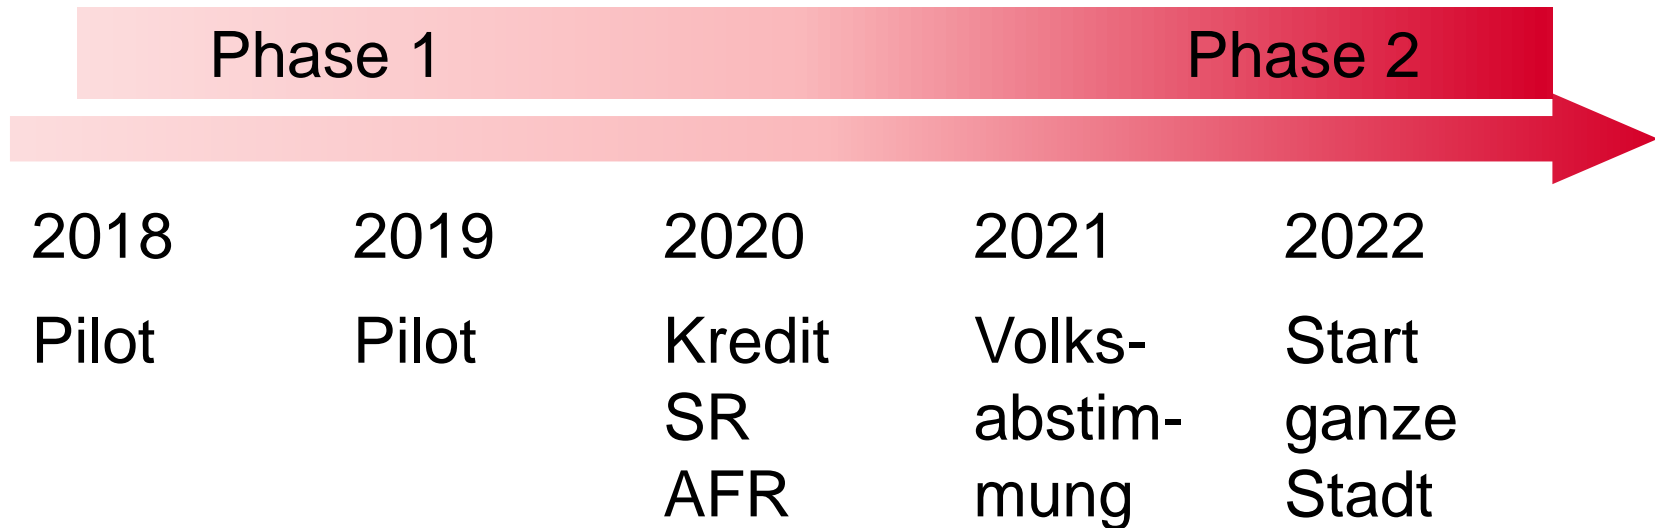 Phase 1 Phase 2
2018 2019 2020 2021 2022
Pilot Pilot Kredit Volks- Start
SR abstim- ganze
AFR mung Stadt